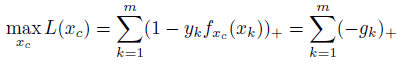 $\max_{x_c} L(x_c) = \sum_{k=1}^{m} (1 - y_k f_{x_c}(x_k))_+ = \sum_{k=1}^{m} (-g_k)_+$